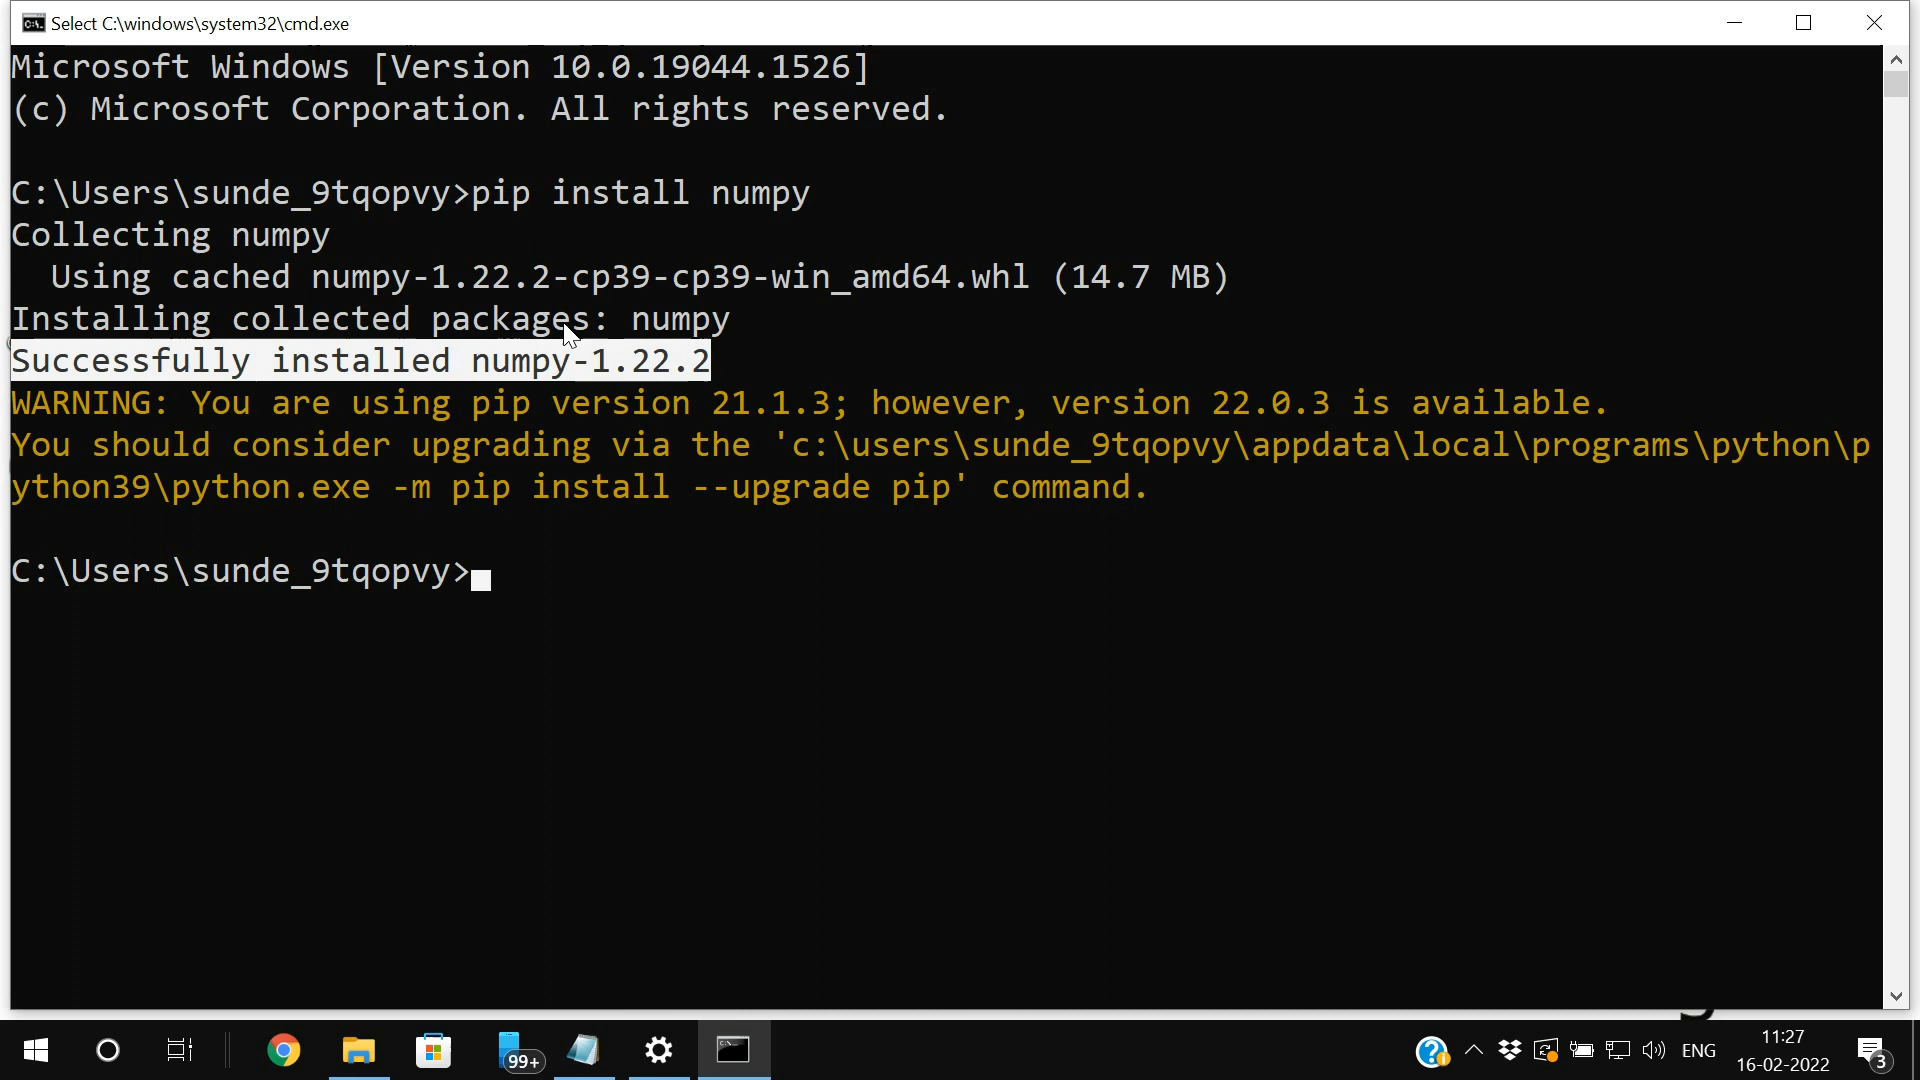 Select C:\windows\system32\cmd.exe
Microsoft Windows [Version 10.0.19044.1526]
(c) Microsoft Corporation. All rights reserved.
C:\Users\sunde_9tqopvy>pip install numpy
Collecting numpy
Using cached numpy-1.22.2-cp39-cp39-win_amd64.whl (14.7 MB)
Installing collected packages: numpy
Successfully installed numpy-1.22.2
WARNING: You are using pip version 21.1.3; however, version 22.0.3 is available.
You should consider upgrading via the 'c:\users\sunde_9tqopvy\appdata\local\programs\python\p
ython39\python.exe -m pip install --upgrade pip' command.
C:\Users\sunde_9tqopvy>
99+
ENG
11:27
16-02-2022
3